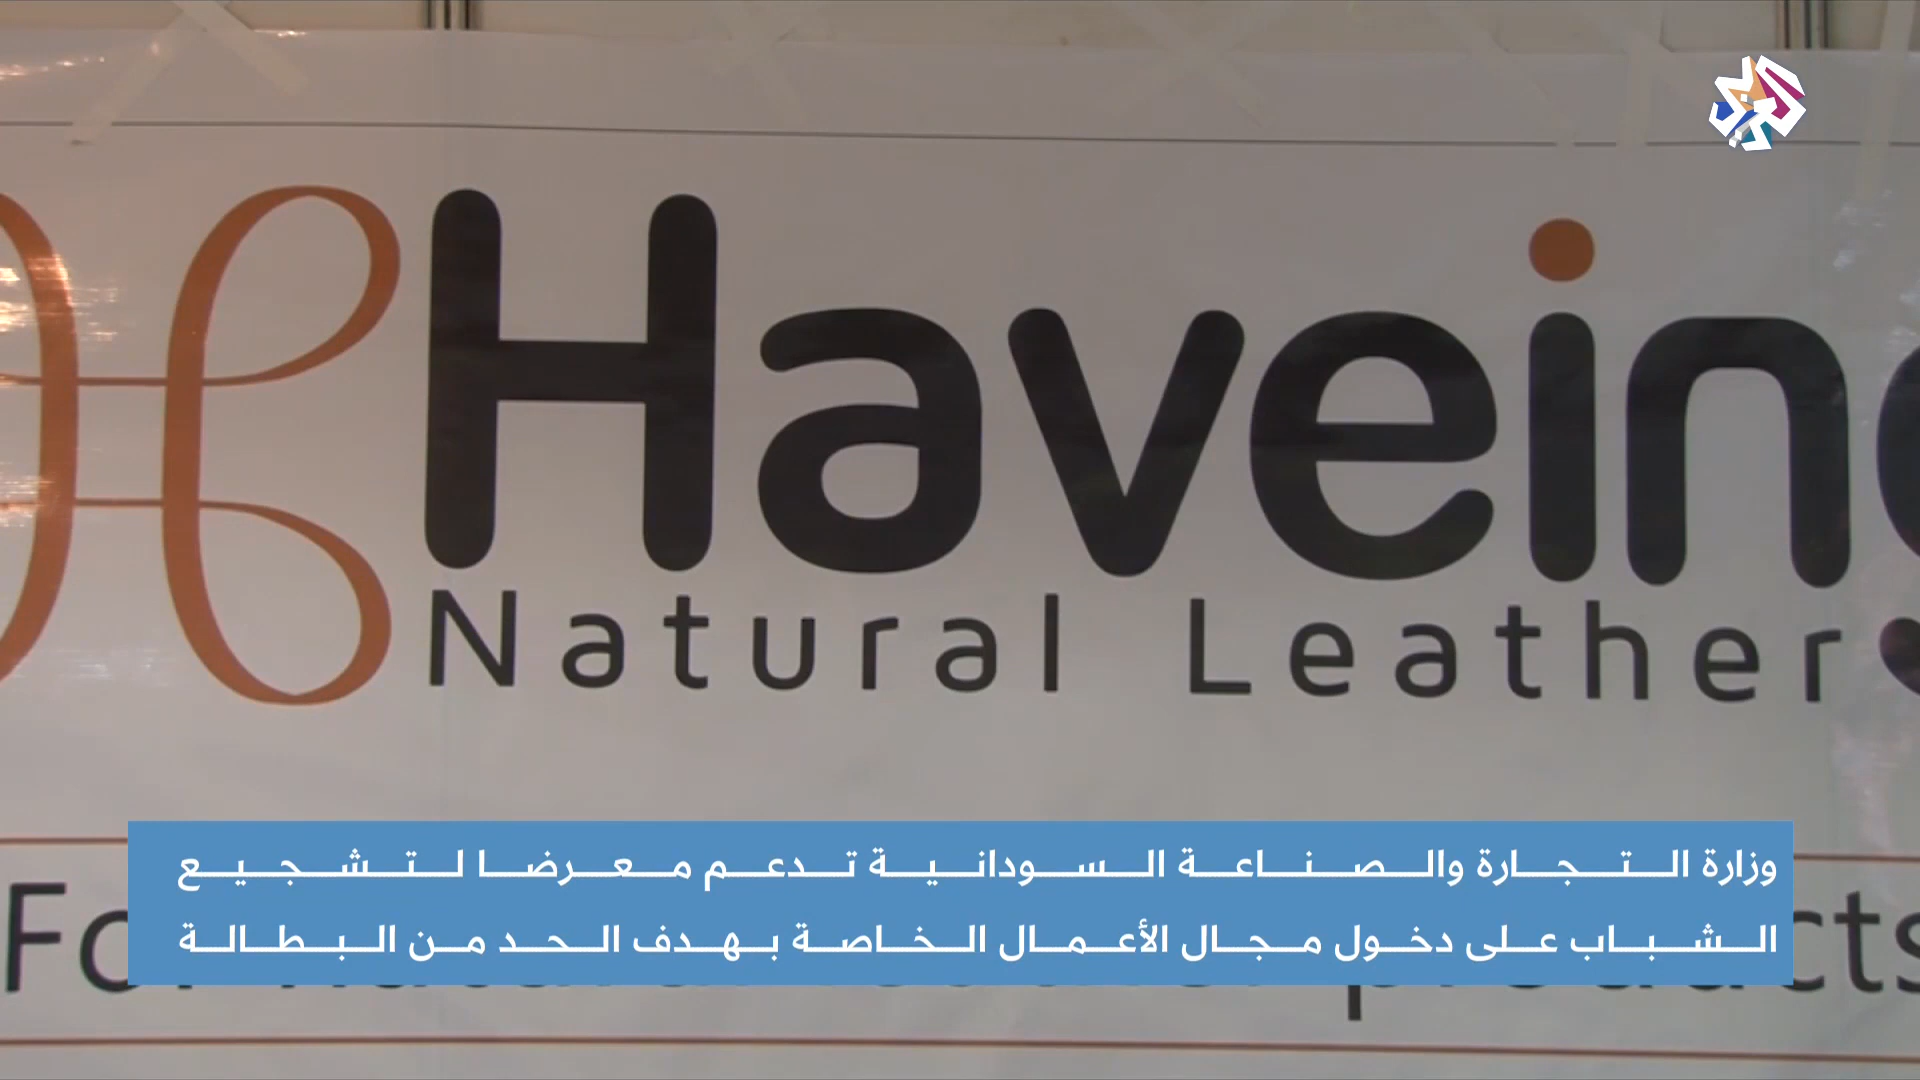 Havein
Natural Leather
وزارة التجارة والصناعة السودانية تدعم معرضا لتشجيع
الشباب على دخول مجال الأعمال الخاصة بهدف الحد من البطالة